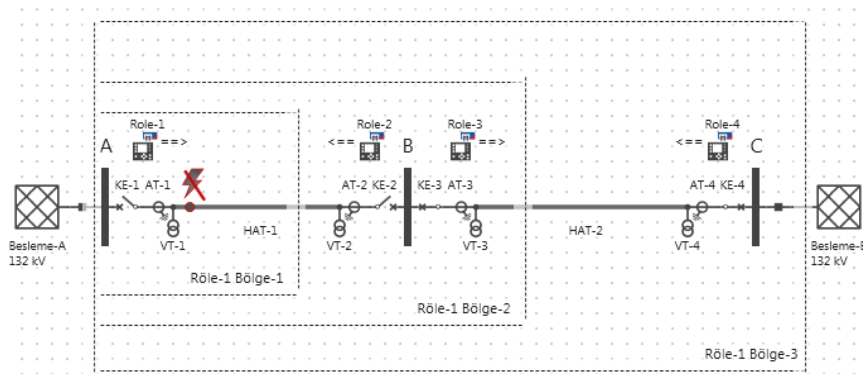 Role-1
Role-2
Role-3
Role-4
==>
<==
==>
<==
A
B
C
KE-1
AT-1
AT-2
KE-2
KE-3
AT-3
AT-4
KE-4
HAT-1
HAT-2
VT-1
VT-2
VT-3
VT-4
Besleme-A
132 kV
132 kV
Röle-1 Bölge-1
Röle-1 Bölge-2
Röle-1 Bölge-3